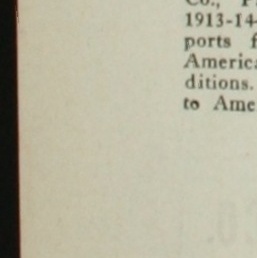 Co., P
1913-14-
ports f
America
ditions.
to Ame